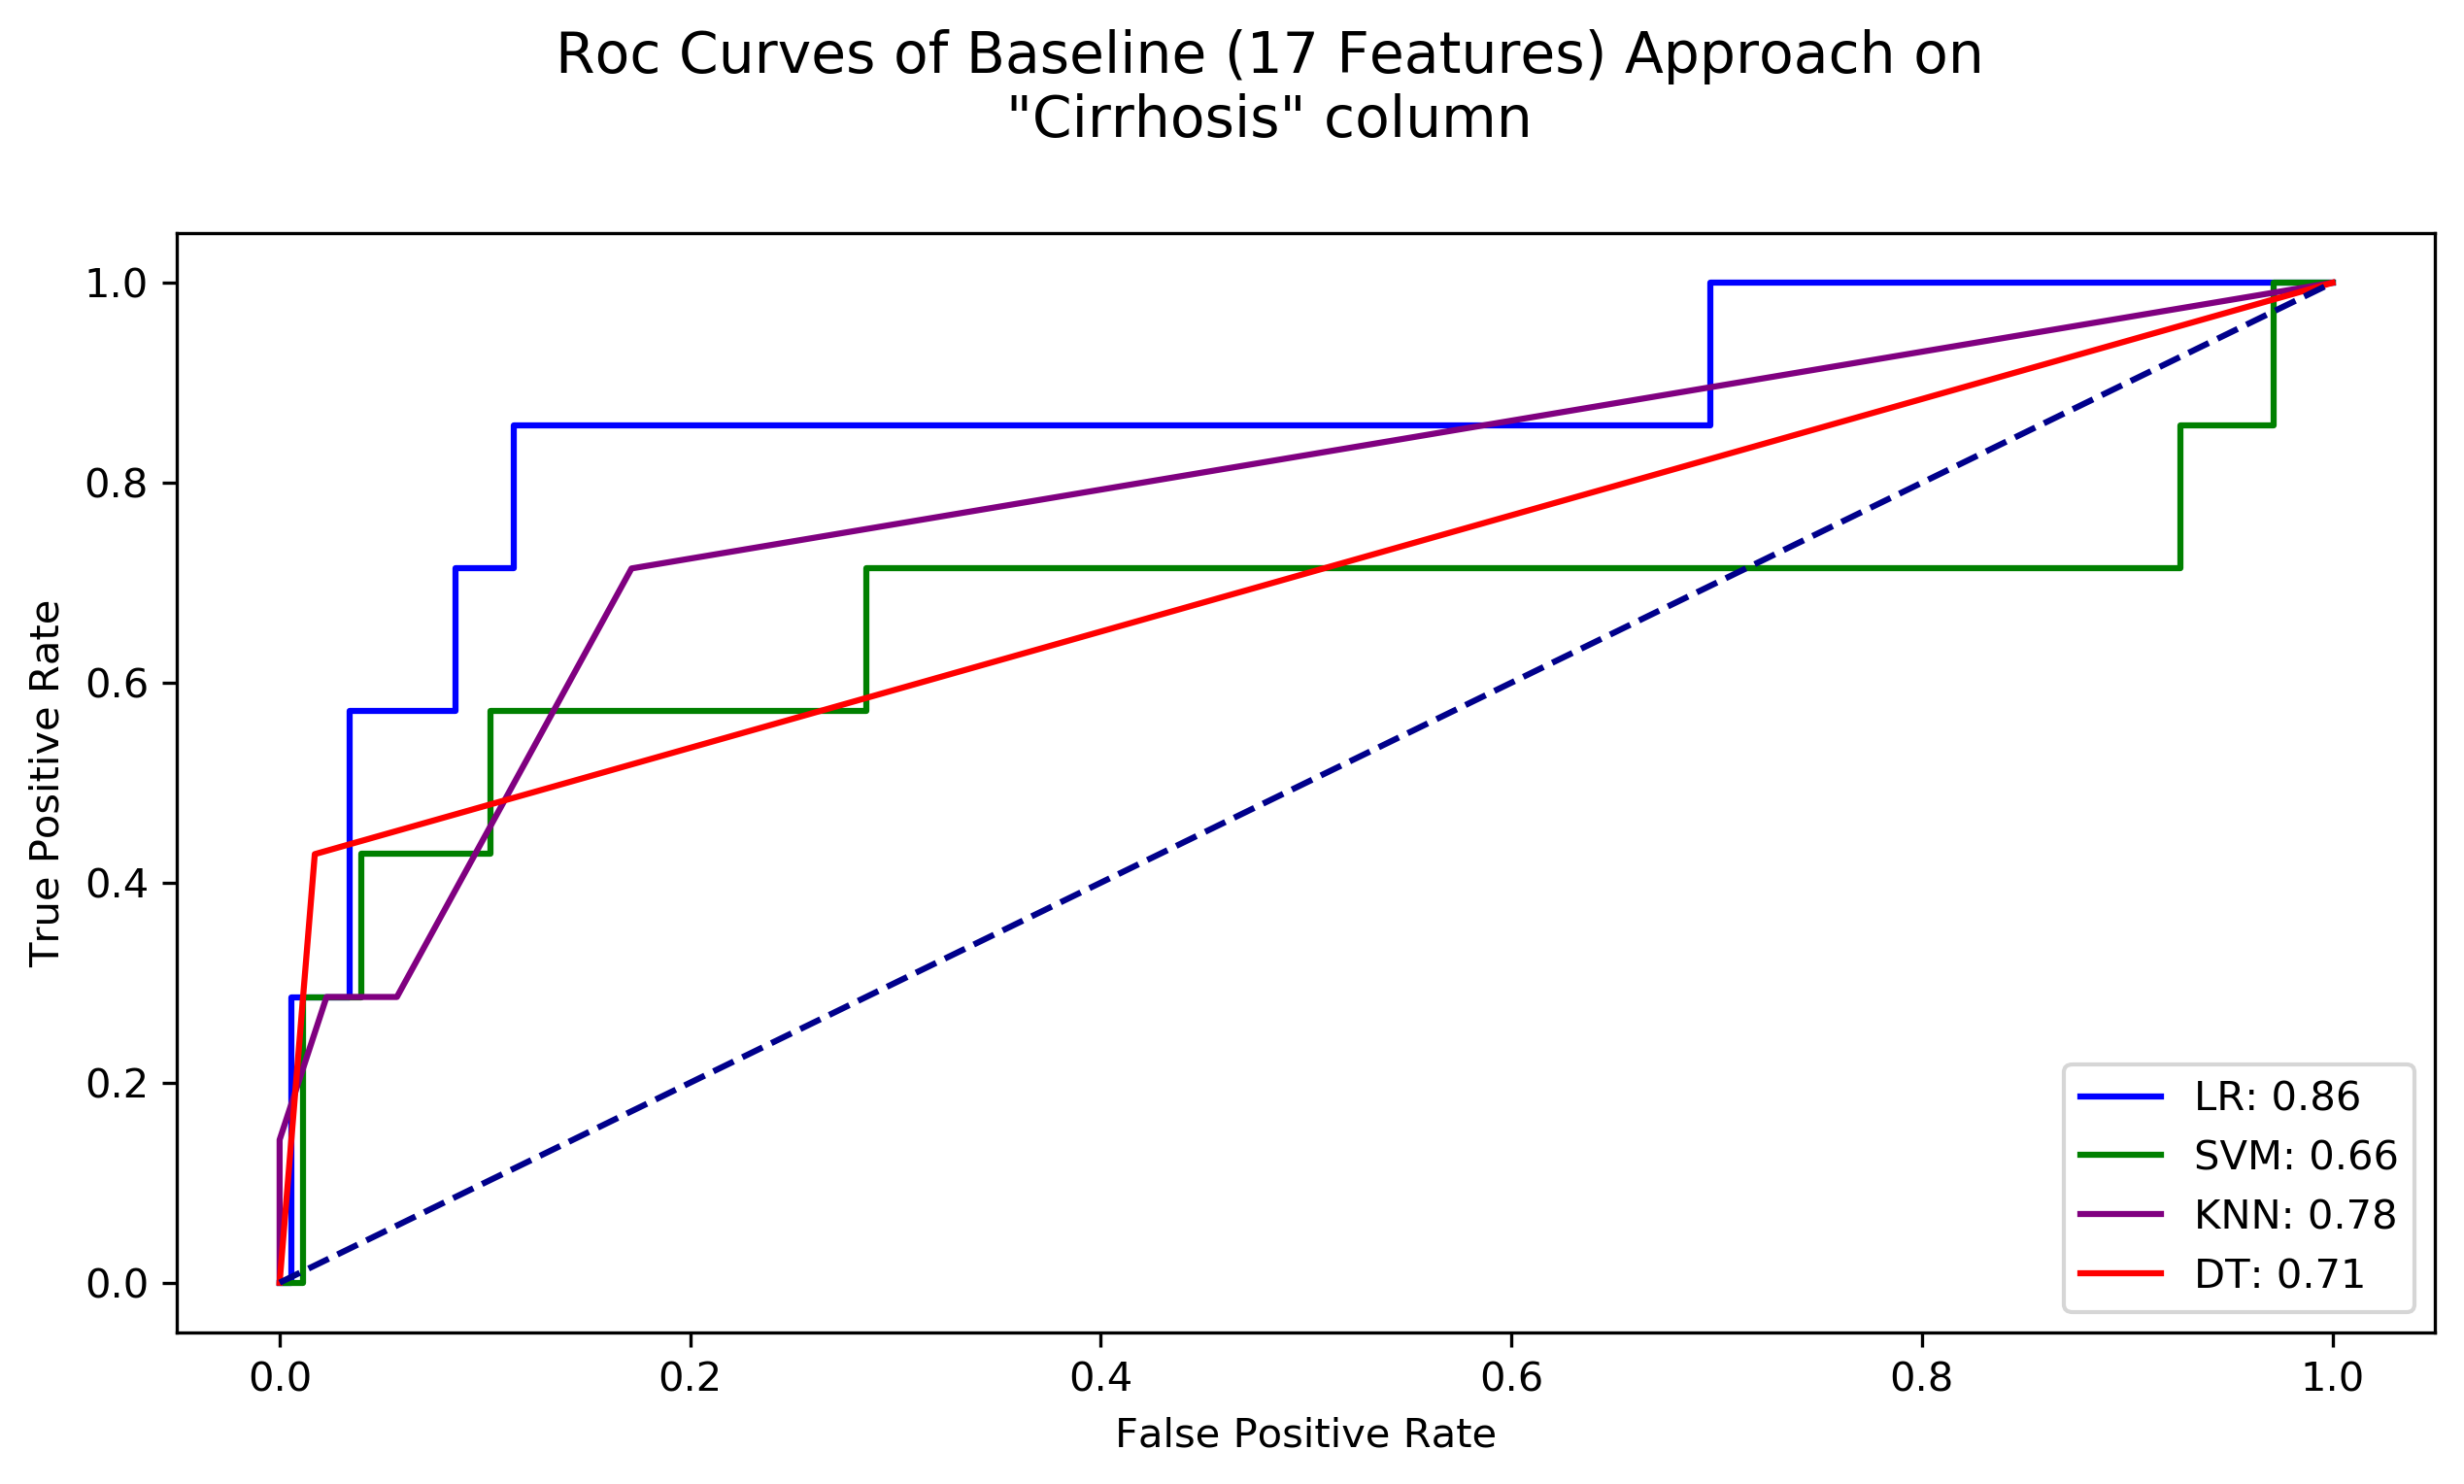 Roc Curves of Baseline (17 Features) Approach on
"Cirrhosis" column
True Positive Rate
1.0
0.8
0.6
0.4
0.2
0.0
0.0 0.2 0.4 0.6 0.8 1.0
False Positive Rate
LR: 0.86
SVM: 0.66
KNN: 0.78
DT: 0.71